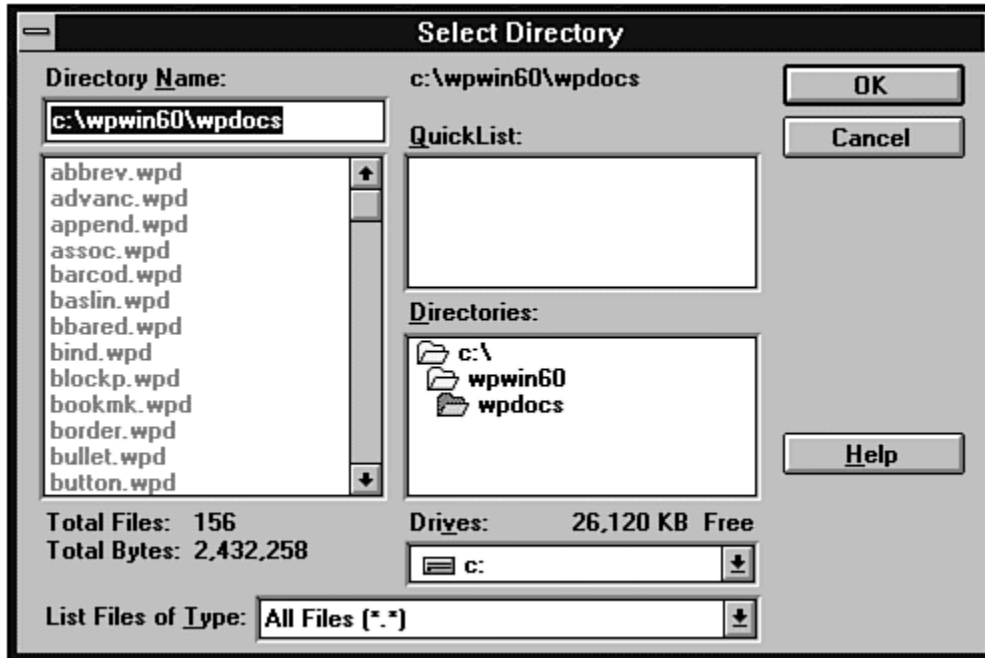 Select Directory
Directory Name:
c:\wpwin60\wpdocs
c:\wpwin60\wpdocs
OK
Cancel
QuickList:
abbrev.wpd
advanc.wpd
append.wpd
assoc.wpd
barcod.wpd
baslin.wpd
bbared.wpd
bind.wpd
blockp.wpd
bookmk.wpd
border.wpd
bullet.wpd
button.wpd
Directories:
c:\
wpwin60
wpdocs
Help
Total Files: 156
Total Bytes: 2,432,258
Drives: 26,120 KB Free
c:
List Files of Type: All Files (*.*)